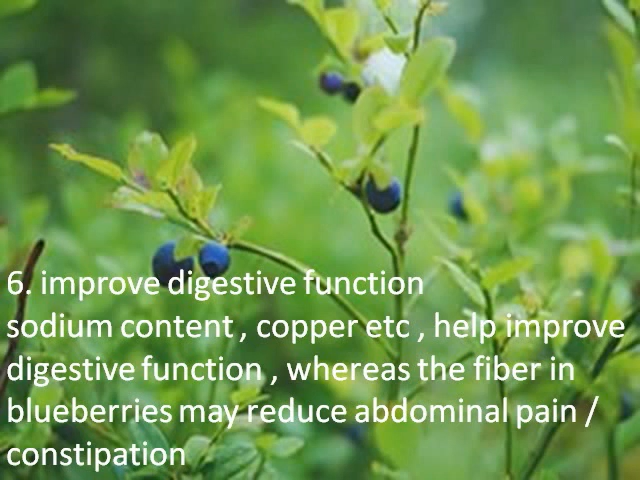 6. improve digestive function
sodium content , copper etc , help improve
digestive function , whereas the fiber in
blueberries may reduce abdominal pain /
constipation